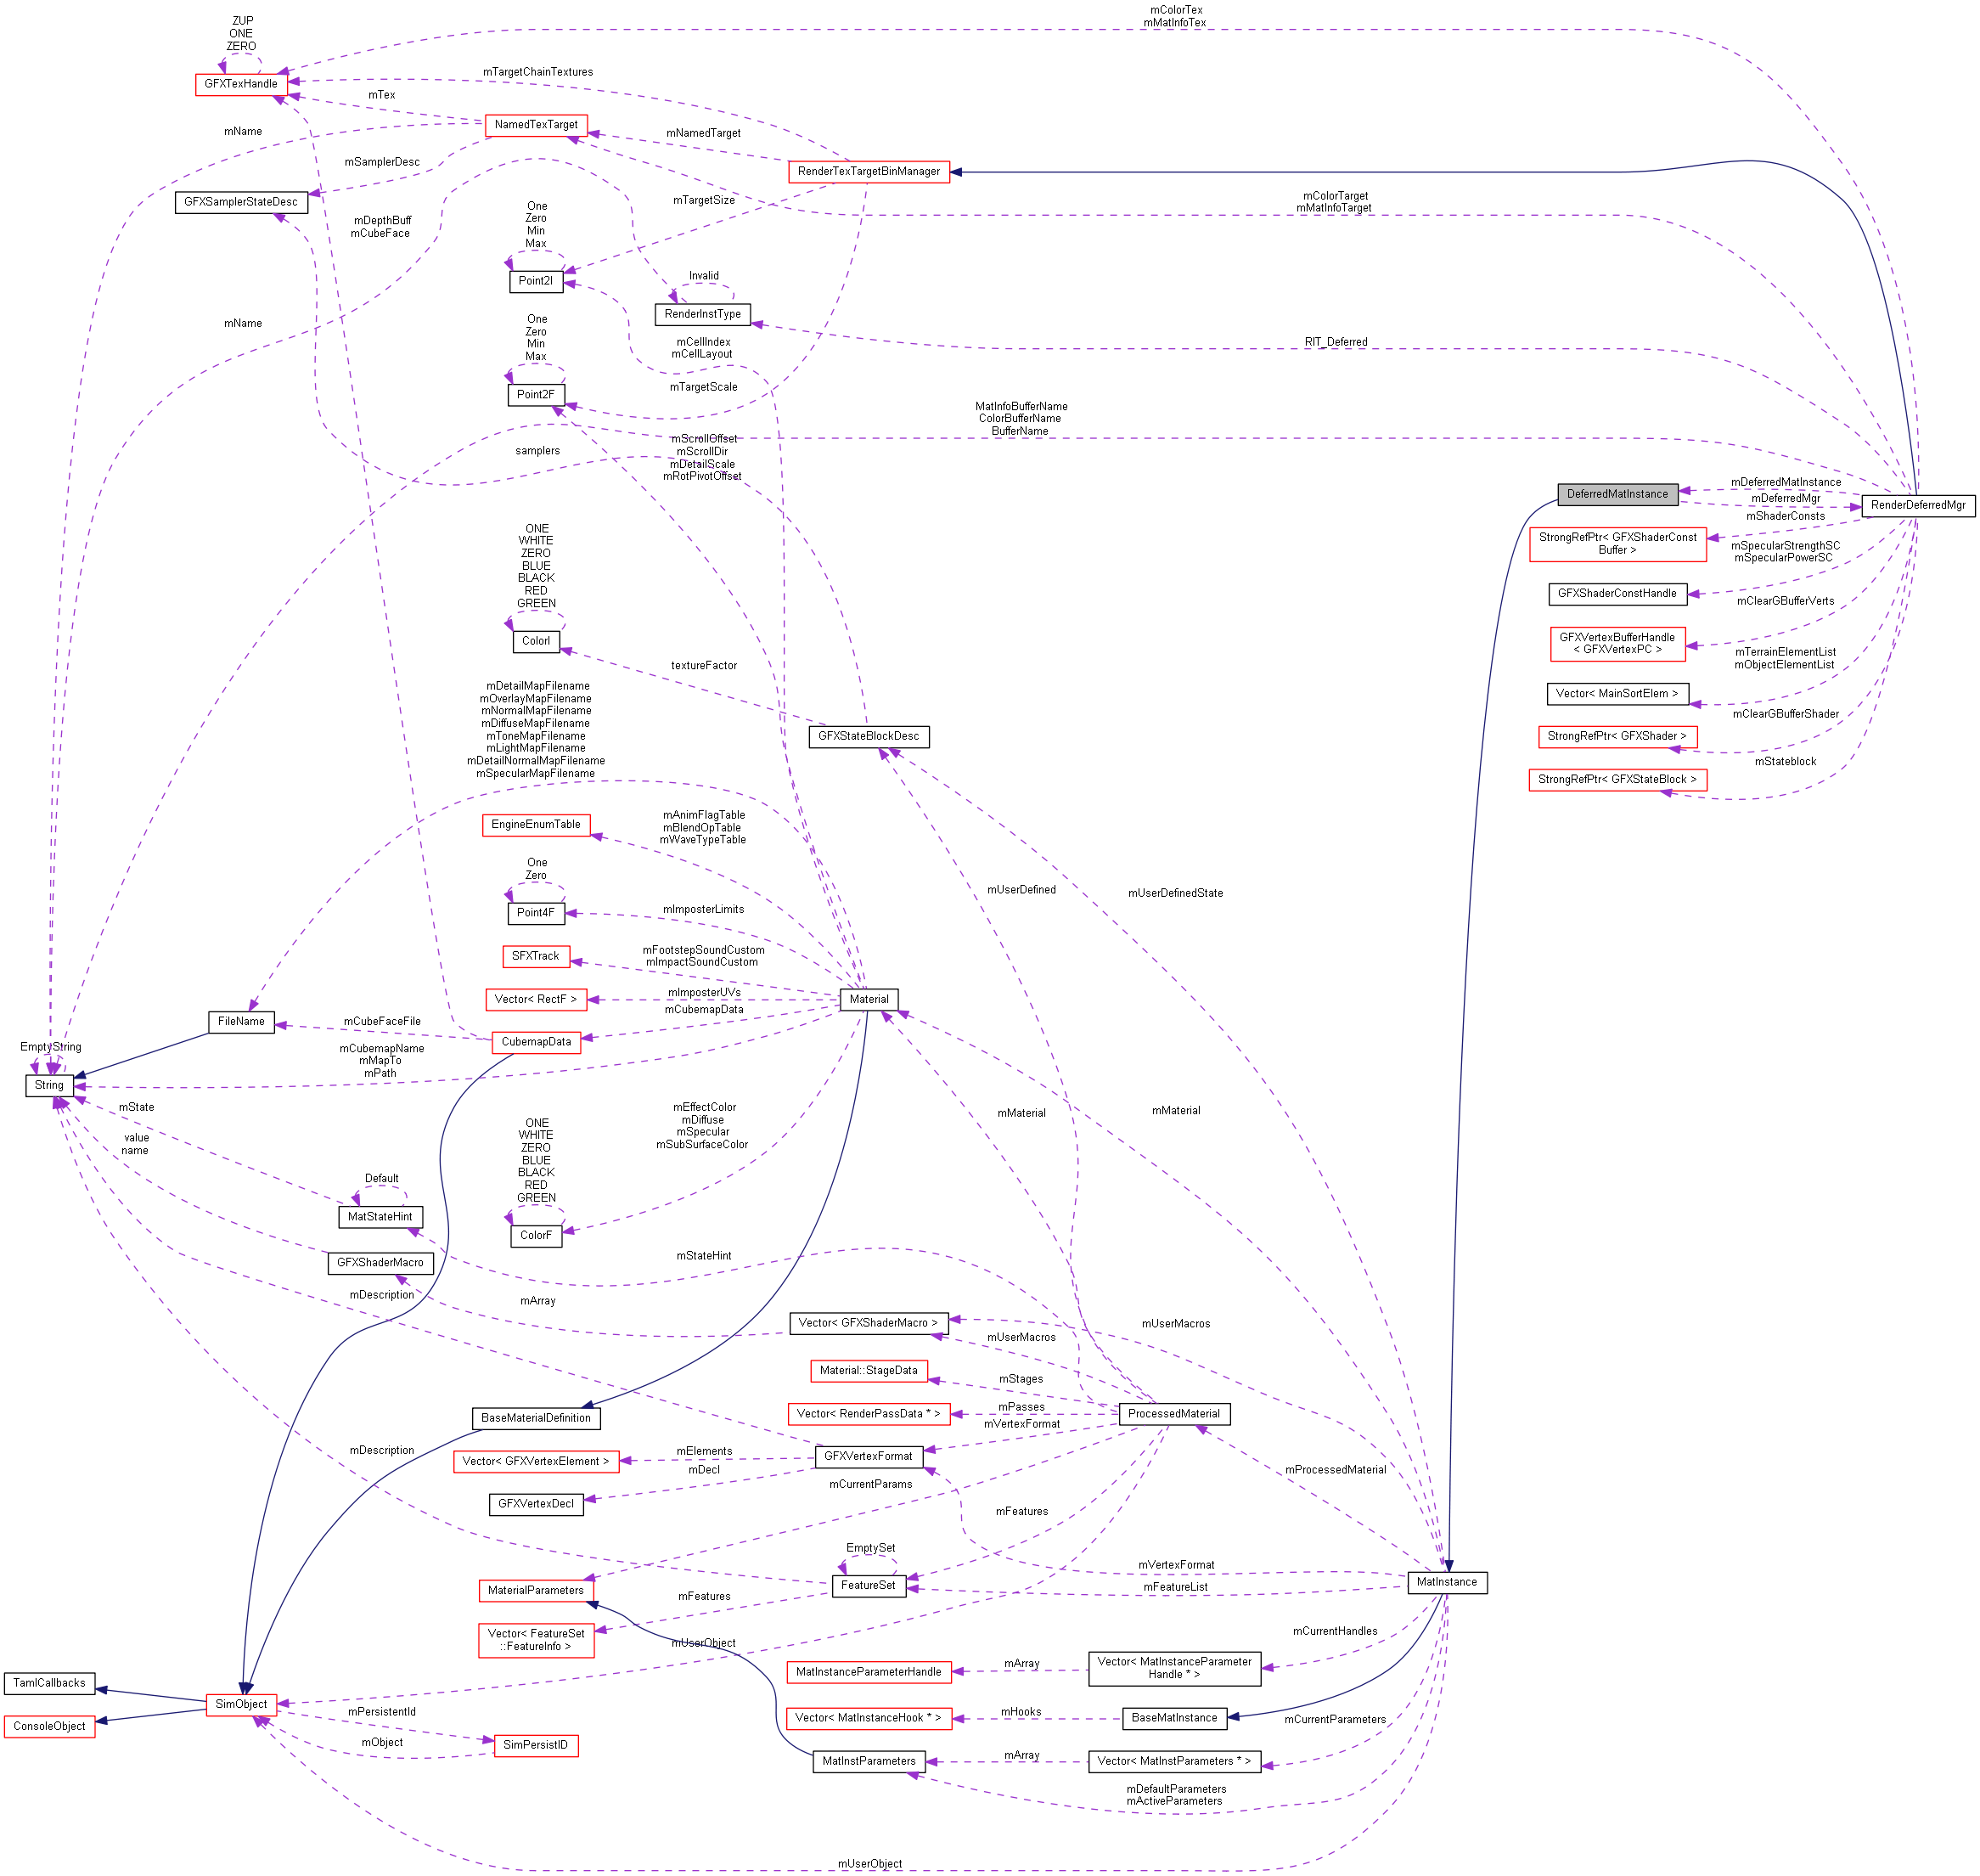 mColorTex
mMatInfoTex
ZUP
ONE
ZERO
GFXTexHandle
mTargetChainTextures
mTex
NamedTexTarget
mName
mNamedTarget
mSamplerDesc
RenderTexTargetBinManager
GFXSamplerStateDesc
mDepthBuff
mCubeFace
mTargetSize
mColorTarget
mMatInfoTarget
One
Zero
Min
Max
Point2I
Invalid
RenderInstType
mName
One
Zero
Min
Max
Point2F
mCellIndex
mCellLayout
RIT_Deferred
mTargetScale
MatInfoBufferName
ColorBufferName
BufferName
samplers
mScrollOffset
mScrollDir
mDetailScale
mRotPivotOffset
DeferredMatInstance
mDeferredMatInstance
mDeferredMgr
RenderDeferredMgr
mShaderConsts
StrongRefPtr< GFXShaderConst
Buffer >
mSpecularStrengthSC
mSpecularPowerSC
GFXShaderConstHandle
mClearGBufferVerts
GFXVertexBufferHandle
< GFXVertexPC >
mTerrainElementList
mObjectElementList
Vector< MainSortElem >
mClearGBufferShader
StrongRefPtr< GFXShader >
mStateblock
StrongRefPtr< GFXStateBlock >
ONE
WHITE
ZERO
BLUE
BLACK
RED
GREEN
ColorI
textureFactor
GFXStateBlockDesc
mDetailMapFilename
mOverlayMapFilename
mNormalMapFilename
mDiffuseMapFilename
mToneMapFilename
mLightMapFilename
mDetailNormalMapFilename
mSpecularMapFilename
EngineEnumTable
mAnimFlagTable
mBlendOpTable
mWaveTypeTable
One
Zero
Point4F
mImposterLimits
mUserDefined
mUserDefinedState
SFXTrack
mFootstepSoundCustom
mImpactSoundCustom
Vector< RectF >
mImposterUVs
mCubemapData
Material
FileName
mCubeFaceFile
CubemapData
EmptyString
String
mCubemapName
mMapTo
mPath
mState
value
name
mEffectColor
mDiffuse
mSpecular
mSubSurfaceColor
ONE
WHITE
ZERO
BLUE
BLACK
RED
GREEN
ColorF
mMaterial
mMaterial
Default
MatStateHint
GFXShaderMacro
mStateHint
mDescription
mArray
Vector< GFXShaderMacro >
mUserMacros
mUserMacros
Material::StageData
mStages
Vector< RenderPassData * >
mPasses
ProcessedMaterial
BaseMaterialDefinition
mVertexFormat
mDescription
Vector< GFXVertexElement >
mElements
GFXVertexFormat
mDecl
GFXVertexDecl
mCurrentParams
mProcessedMaterial
mFeatures
EmptySet
FeatureSet
mVertexFormat
mFeatureList
MatInstance
MaterialParameters
mFeatures
Vector< FeatureSet
::FeatureInfo >
mUserObject
mCurrentHandles
MatInstanceParameterHandle
mArray
Vector< MatInstanceParameter
Handle * >
TamlCallbacks
SimObject
ConsoleObject
mPersistentId
mObject
SimPersistID
Vector< MatInstanceHook * >
mHooks
BaseMatInstance
mCurrentParameters
MatInstParameters
mArray
Vector< MatInstParameters * >
mDefaultParameters
mActiveParameters
mUserObject